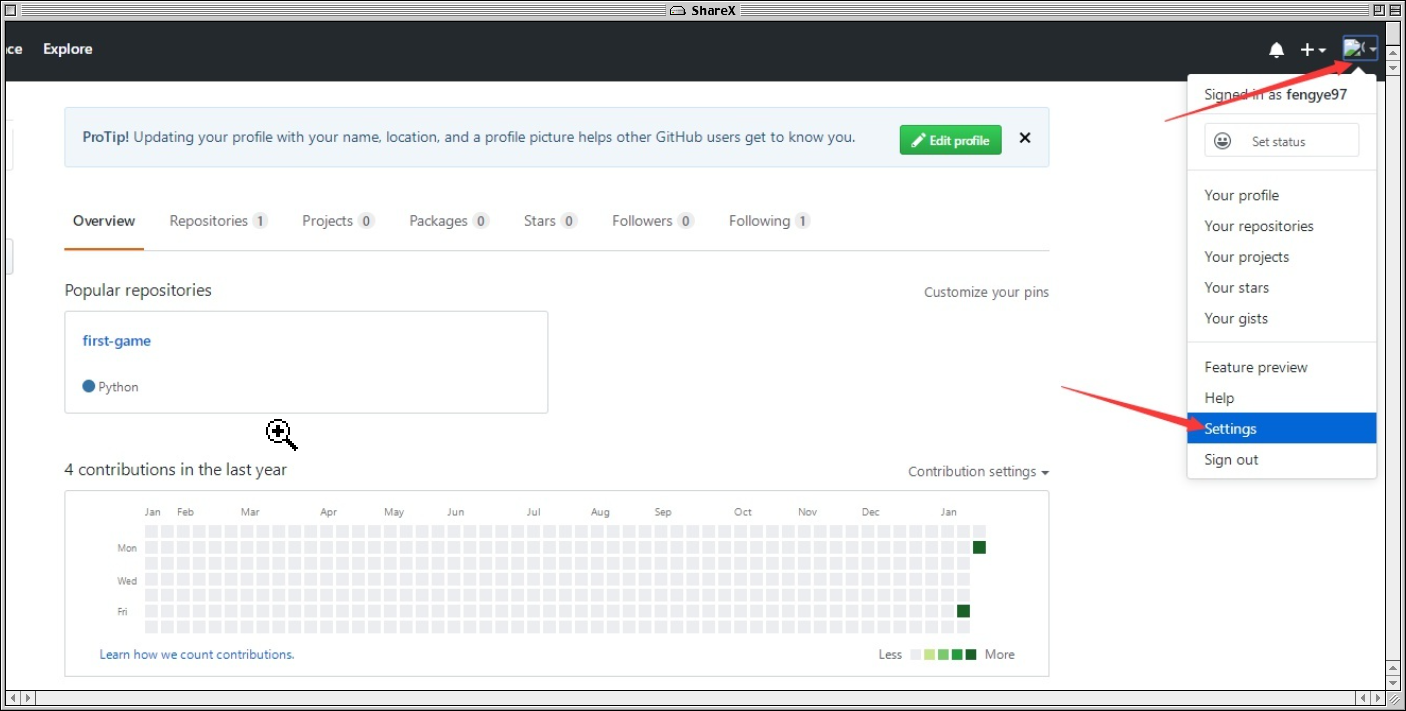 ShareX
ce Explore
Signed in as fengye97
ProTip! Updating your profile with your name, location, and a profile picture helps other GitHub users get to know you.
Edit profile
Set status
Overview Repositories 1 Projects 0 Packages 0 Stars 0 Followers 0 Following 1
Your profile
Your repositories
Your projects
Your stars
Your gists
Popular repositories
Customize your pins
first-game
Python
Feature preview
Help
Settings
Sign out
4 contributions in the last year
Contribution settings
Jan Feb Mar Apr May Jun Jul Aug Sep Oct Nov Dec Jan
Mon
Wed
Fri
Learn how we count contributions.
Less More